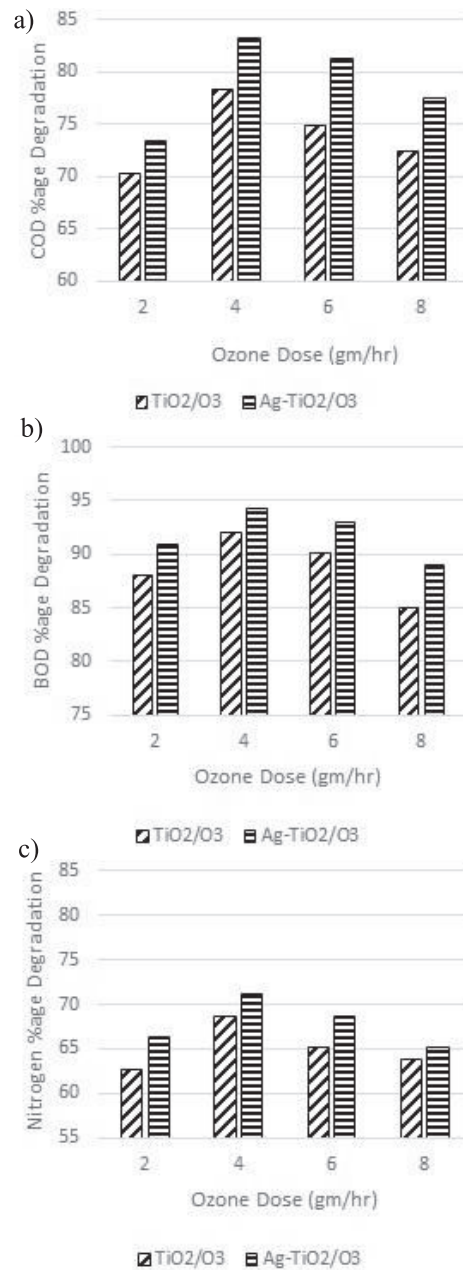 a)
COD %age Degradation
85
80
75
70
65
60
2 4 6 8
Ozone Dose (gm/hr)
TiO2/O3 Ag-TiO2/O3
b)
BOD %age Degradation
100
95
90
85
80
75
2 4 6 8
Ozone Dose (gm/hr)
TiO2/O3 Ag-TiO2/O3
c)
Nitrogen %age Degradation
85
80
75
70
65
60
55
2 4 6 8
Ozone Dose (gm/hr)
TiO2/O3 Ag-TiO2/O3